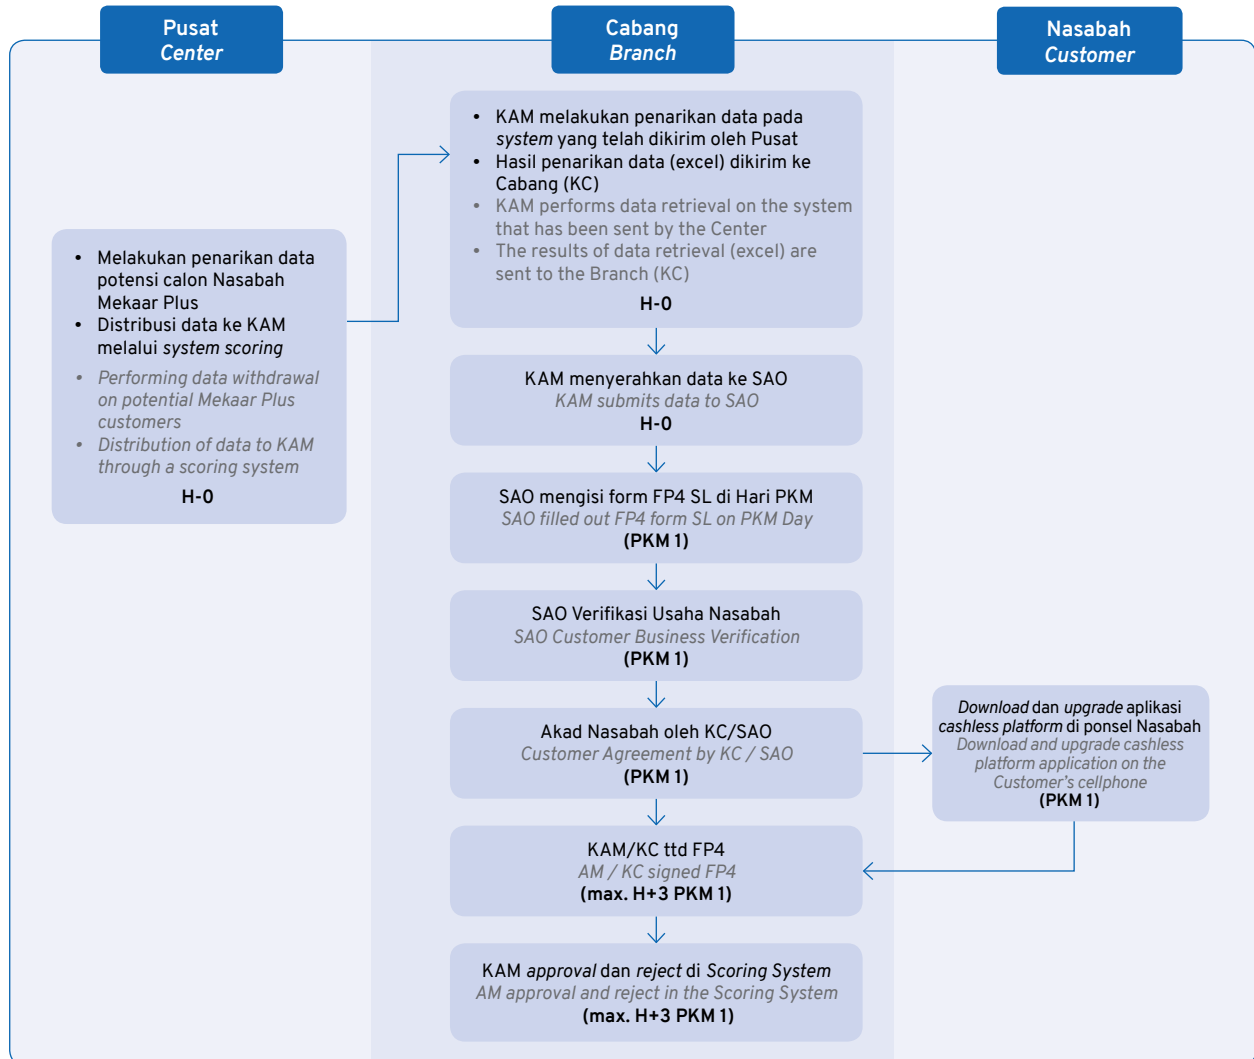 Pusat
Center
Cabang
Branch
Nasabah
Customer
• Melakukan penarikan data
potensi calon Nasabah
Mekaar Plus
• Distribusi data ke KAM
melalui system scoring
• Performing data withdrawal
on potential Mekaar Plus
customers
• Distribution of data to KAM
through a scoring system
H-0
• KAM melakukan penarikan data pada
system yang telah dikirim oleh Pusat
• Hasil penarikan data (excel) dikirim ke
Cabang (KC)
• KAM performs data retrieval on the system
that has been sent by the Center
• The results of data retrieval (excel) are
sent to the Branch (KC)
H-0
KAM menyerahkan data ke SAO
KAM submits data to SAO
H-0
SAO mengisi form FP4 SL di Hari PKM
SAO filled out FP4 form SL on PKM Day
(PKM 1)
SAO Verifikasi Usaha Nasabah
SAO Customer Business Verification
(PKM 1)
Akad Nasabah oleh KC/SAO
Customer Agreement by KC / SAO
(PKM 1)
Download dan upgrade aplikasi
cashless platform di ponsel Nasabah
Download and upgrade cashless
platform application on the
Customer's cellphone
(PKM 1)
KAM/KC ttd FP4
AM / KC signed FP4
(max. H+3 PKM 1)
KAM approval dan reject di Scoring System
AM approval and reject in the Scoring System
(max. H+3 PKM 1)